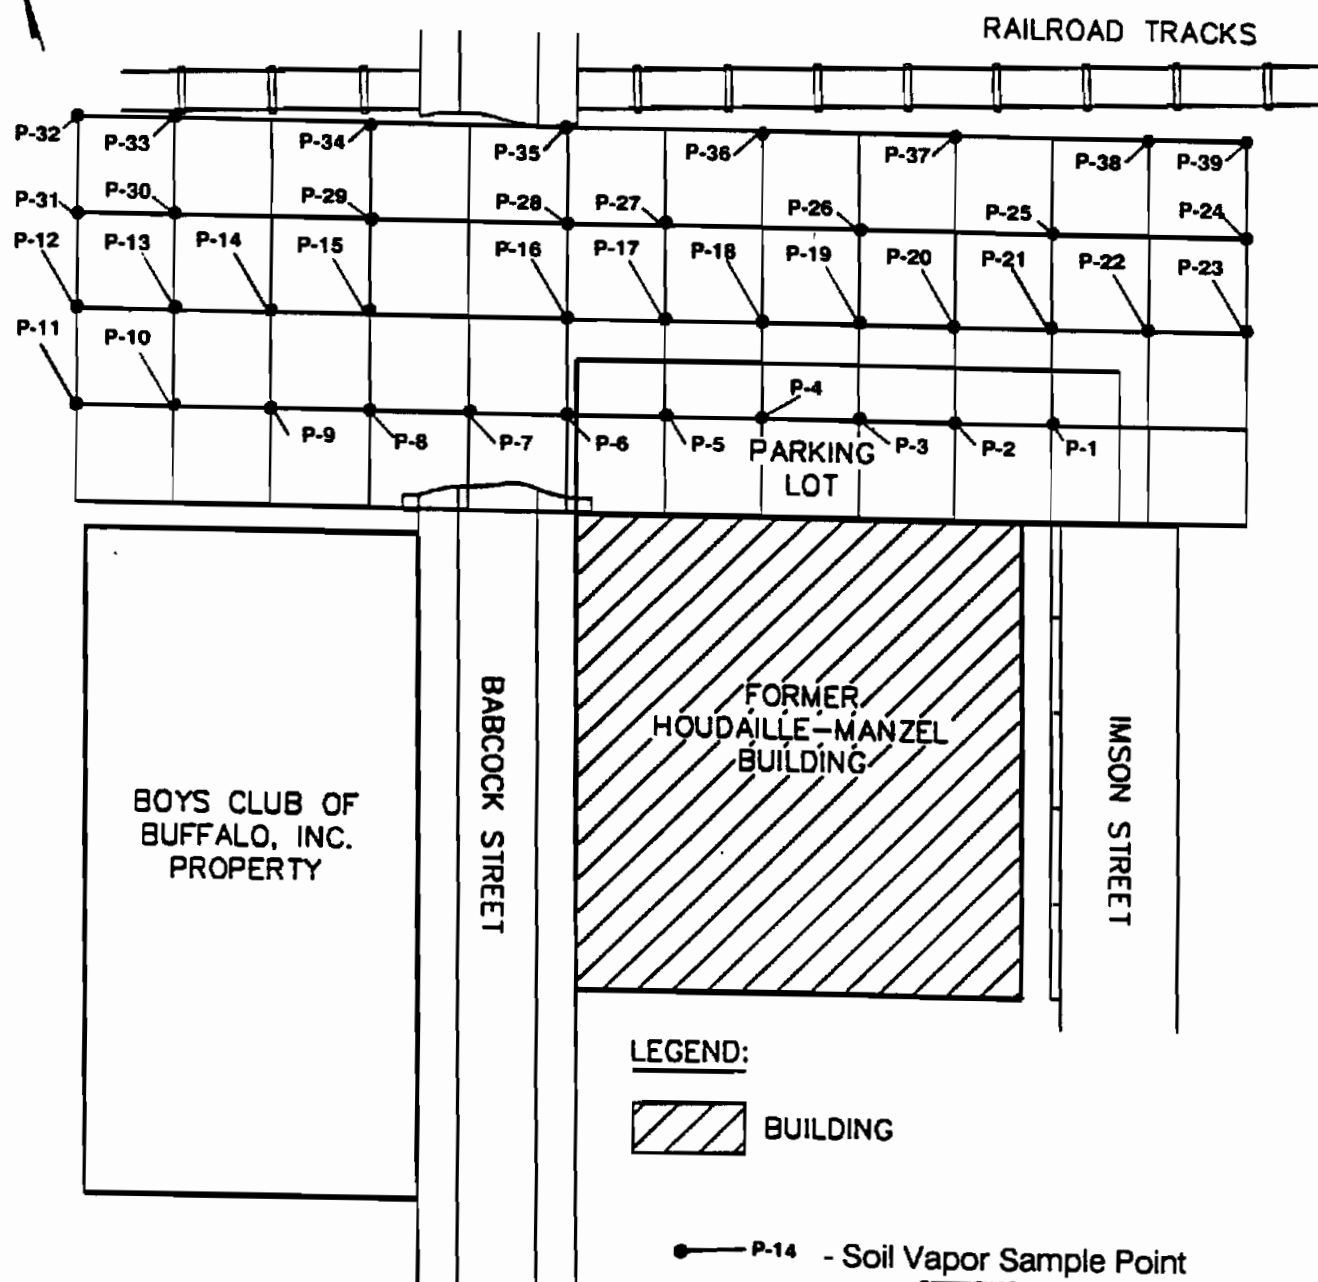 RAILROAD TRACKS
P-32
P-33
P-34
P-35
P-36
P-37
P-38
P-39
P-31
P-30
P-29
P-28
P-27
P-26
P-25
P-24
P-12
P-13
P-14
P-15
P-16
P-17
P-18
P-19
P-20
P-21
P-22
P-23
P-11
P-10
P-9
P-8
P-7
P-6
P-5
P-4
P-3
P-2
P-1
PARKING
LOT
BOYS CLUB OF
BUFFALO, INC.
PROPERTY
BABCOCK STREET
FORMER
HOUDAILLE-MANZEL
BUILDING
IMSON STREET
LEGEND:
BUILDING
P-14 - Soil Vapor Sample Point